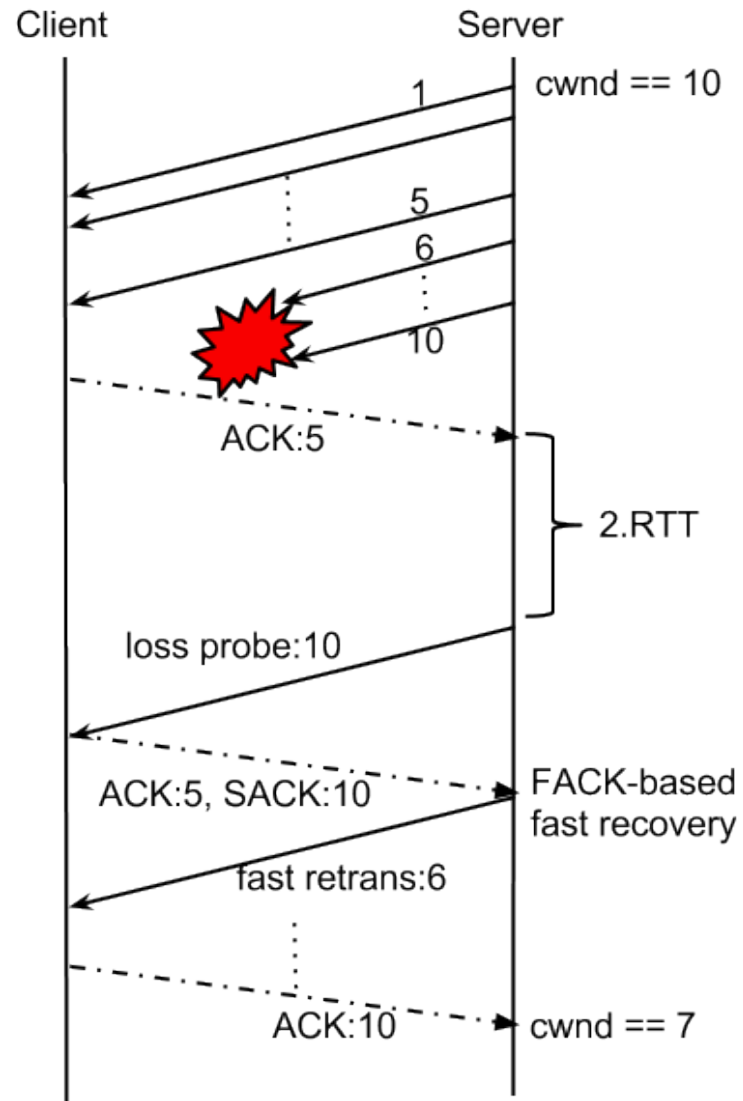 Client
Server
1
cwnd == 10
5
6
10
ACK:5
2.RTT
loss probe:10
ACK:5, SACK:10
FACK-based
fast recovery
fast retrans:6
ACK:10
cwnd == 7